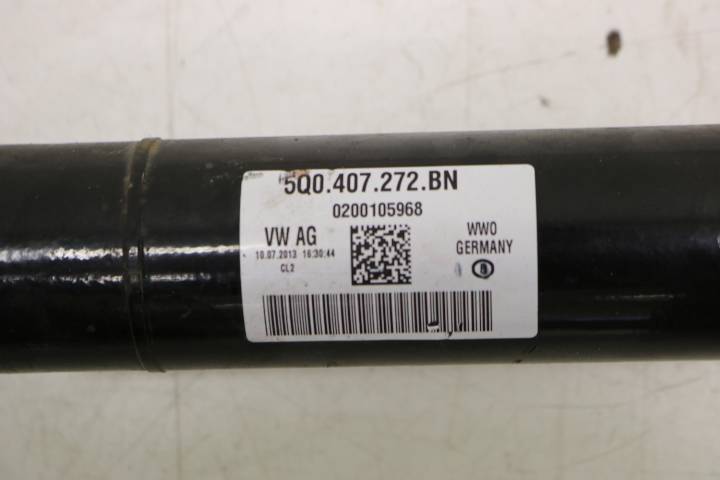 5Q0.407.272.BN
0200105968
VW AG
10.07.2013 16:30:44
CL2
WWO
GERMANY